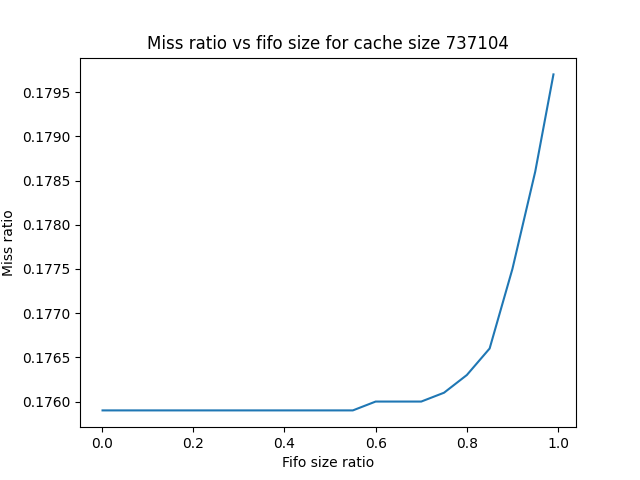 Miss ratio vs fifo size for cache size 737104
0.1795
0.1790
0.1785
0.1780
0.1775
0.1770
0.1765
0.1760
Miss ratio
0.0 0.2 0.4 0.6 0.8 1.0
Fifo size ratio